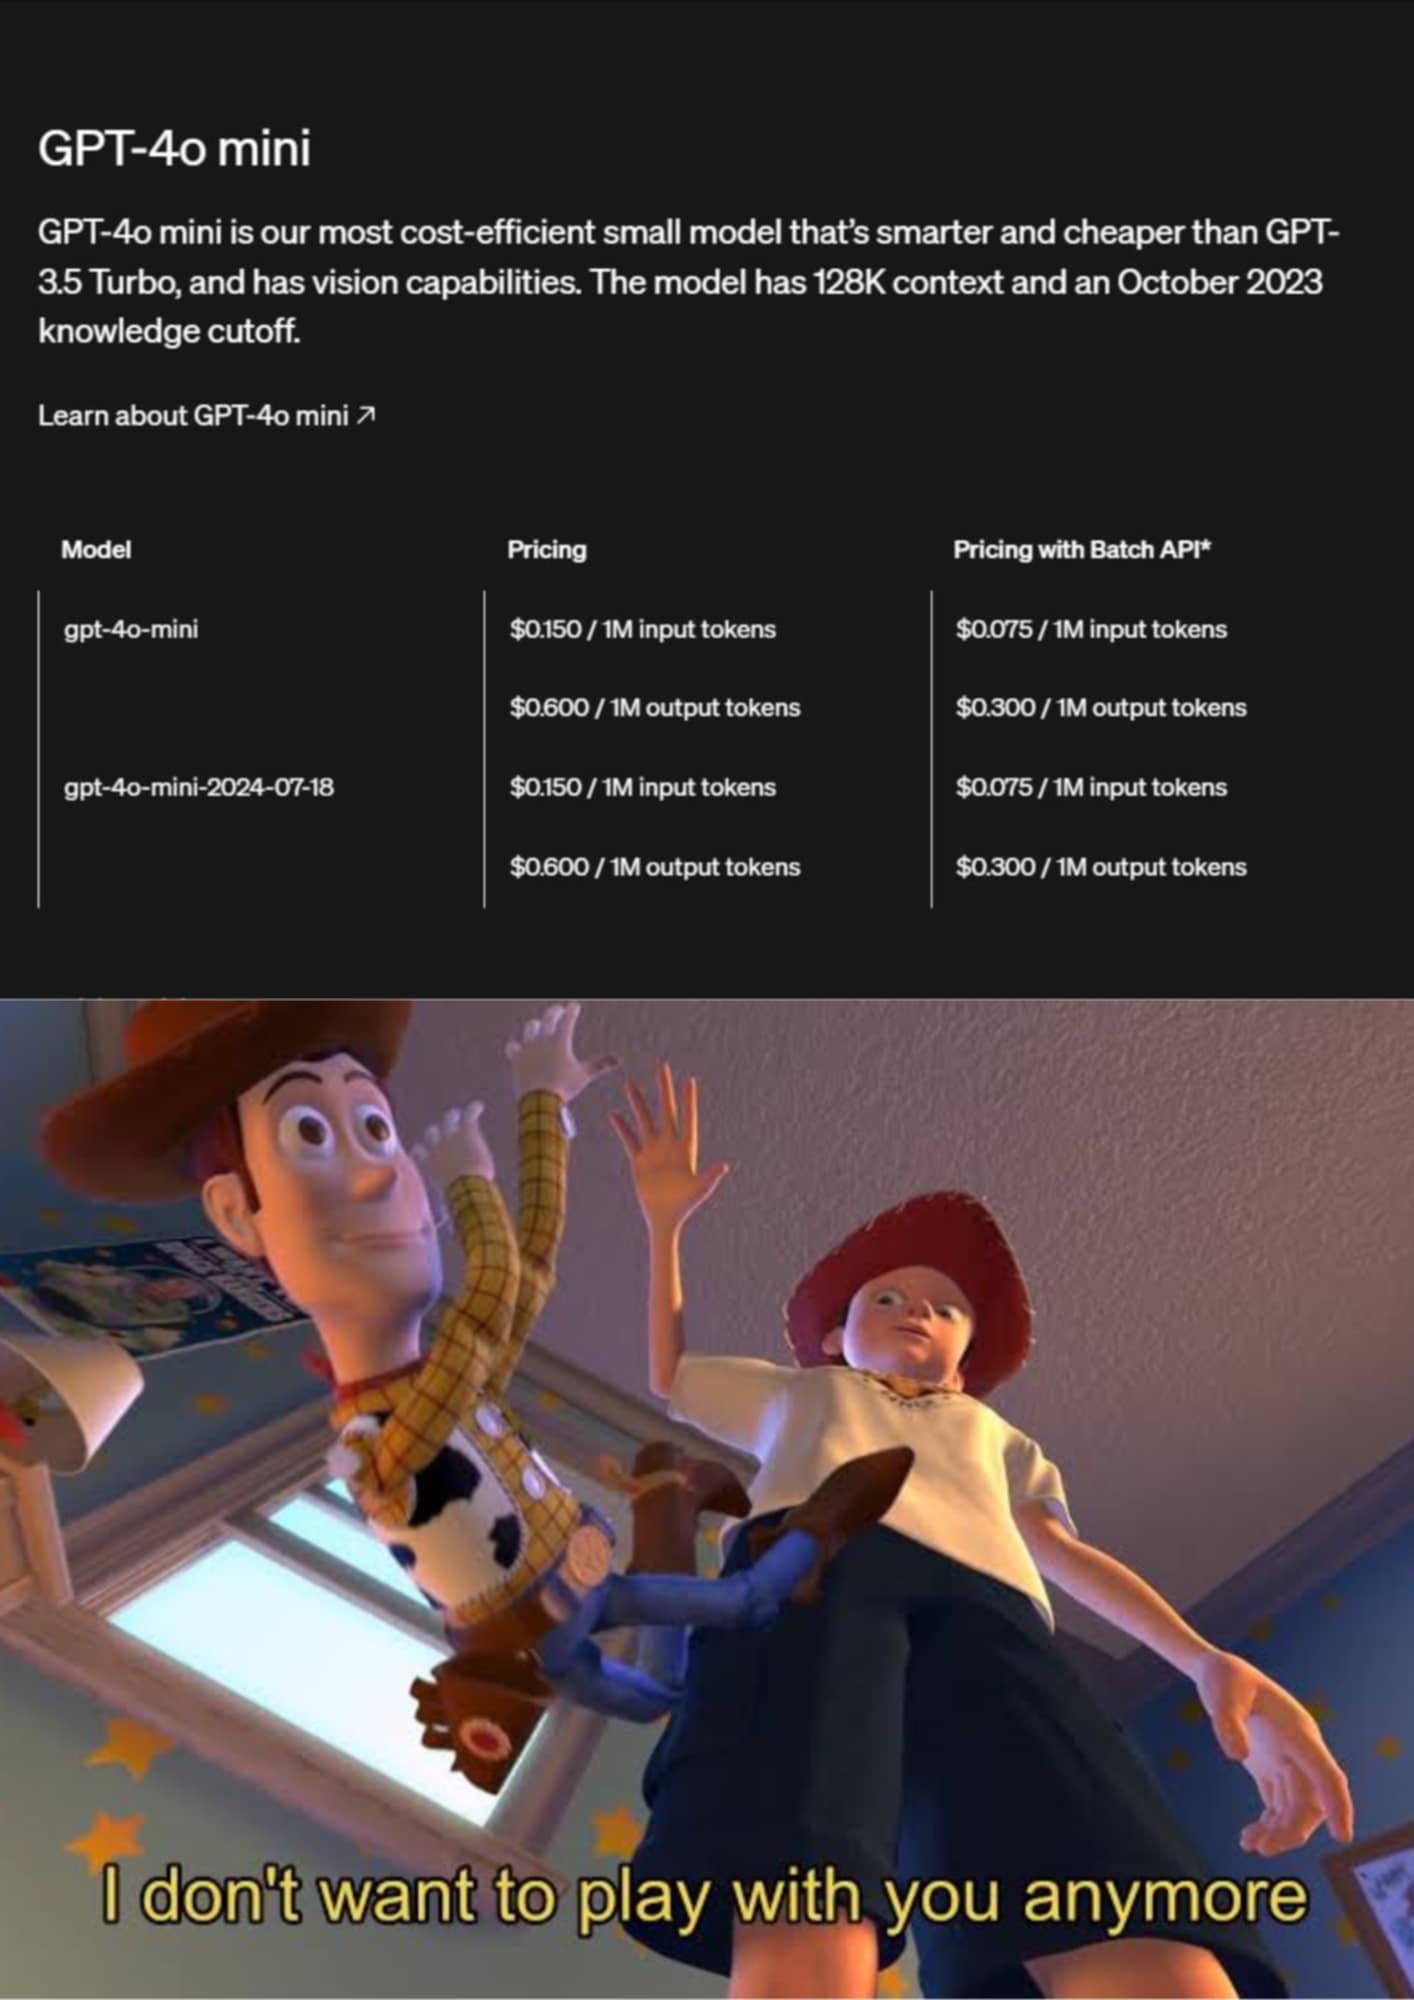 GPT-4o mini
GPT-4o mini is our most cost-efficient small model that's smarter and cheaper than GPT-
3.5 Turbo, and has vision capabilities. The model has 128K context and an October 2023
knowledge cutoff.
Learn about GPT-4o mini ↗
Model Pricing Pricing with Batch API*
gpt-4o-mini $0.150 / 1M input tokens $0.075 / 1M input tokens
$0.600 / 1M output tokens $0.300 / 1M output tokens
gpt-4o-mini-2024-07-18 $0.150 / 1M input tokens $0.075 / 1M input tokens
$0.600 / 1M output tokens $0.300 / 1M output tokens
I don't want to play with you anymore